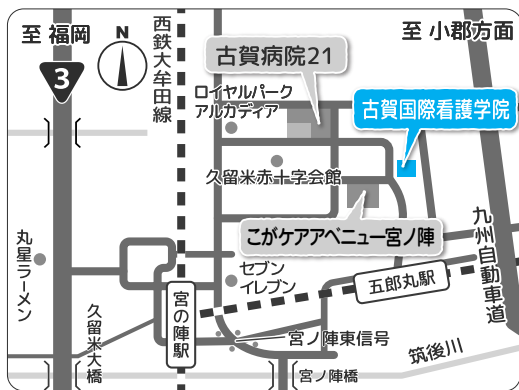 至 福岡
N
3
西鉄大牟田線
至 小郡方面
古賀病院21
ロイヤルパーク
アルカディア
古賀国際看護学院
久留米赤十字会館
こがケアアベニュー宮ノ陣
九州自動車道
丸星ラーメン
セブン
イレブン
五郎丸駅
宮の陣駅
久留米大橋
宮ノ陣東信号
筑後川
宮ノ陣橋